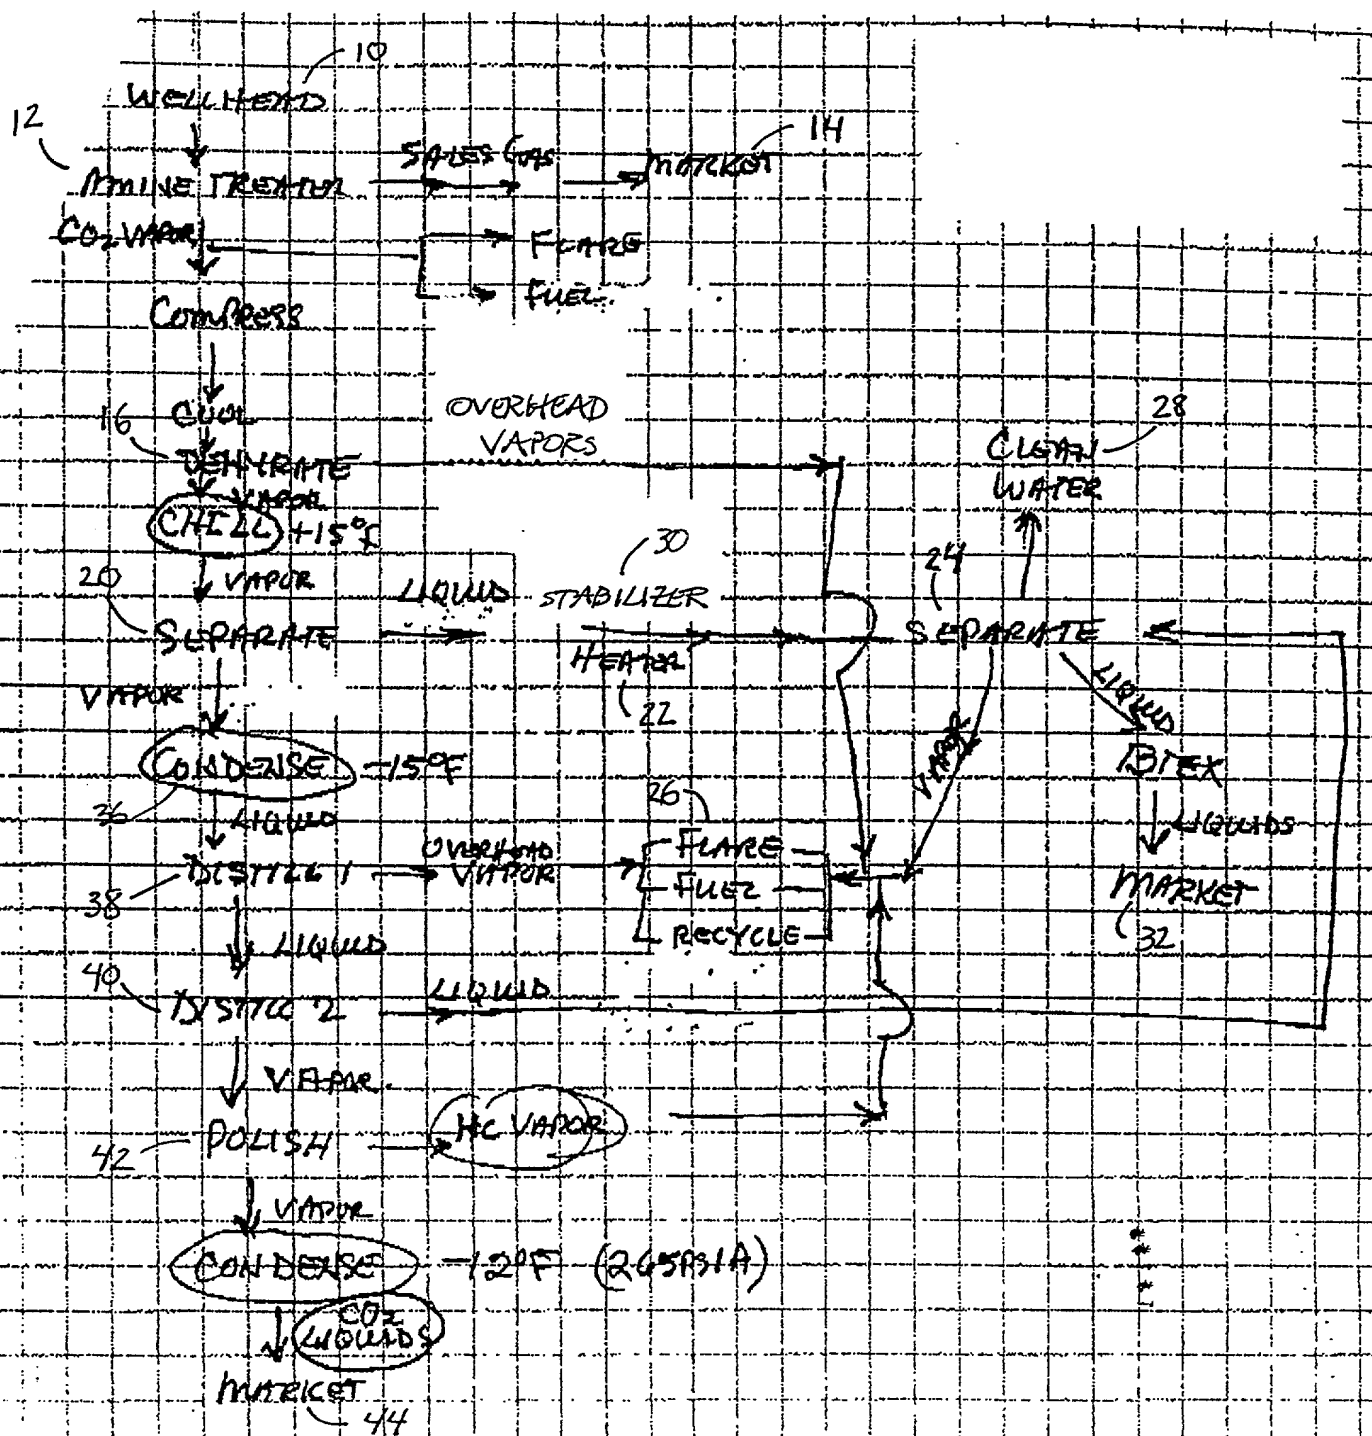 10
WELLHEAD
12
14
SALES GAS
MARKET
AMINE TREATER
CO2 VAPOR
FLARE
FUEL
COMPRESS
COOL
OVERHEAD
VAPORS
16
DEHYRATE
VAPOR
28
CLEAN
WATER
CHILL +15°F
30
20
VAPOR
LIQUID
STABILIZER
24
SEPARATE
SEPARATE
HEATER
22
VAPOR
LIQUID
VAPOR
CONDENSE -15°F
BTEX
36
LIQUID
26
LIQUIDS
FLARE
DISTILL 1
OVERHEAD
VAPOR
FUEL
MARKET
38
RECYCLE
32
LIQUID
40
DISTILL 2
LIQUID
VAPOR
POLISH
HC VAPOR
42
VAPOR
CONDENSE -12°F (265PSIA)
CO2
LIQUIDS
MARKET
44